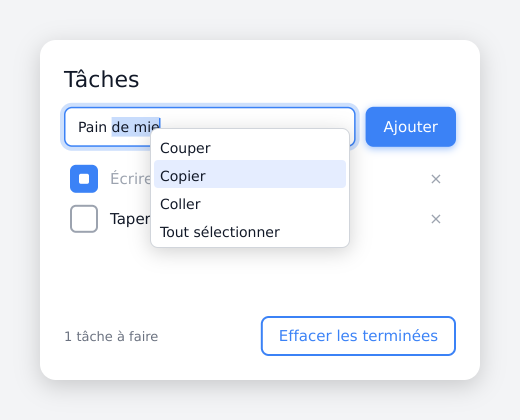 Tâches
Pain de mie
Ajouter
Couper
Écrire
Copier
Coller
Taper
Tout sélectionner
1 tâche à faire
Effacer les terminées